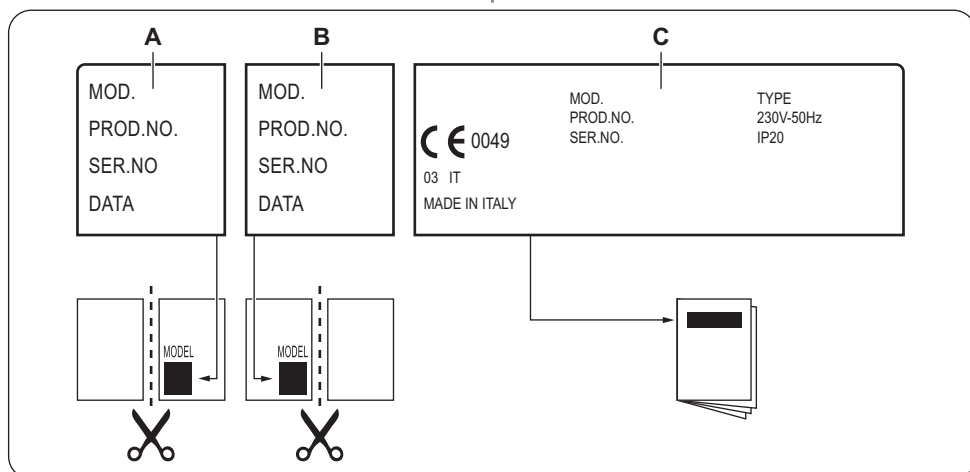 A
B
C
MOD.
PROD.NO.
SER.NO
DATA
MOD.
PROD.NO.
SER.NO
DATA
CE 0049
03 IT
MADE IN ITALY
MOD.
PROD.NO.
SER.NO.
TYPE
230V-50Hz
IP20
MODEL
MODEL